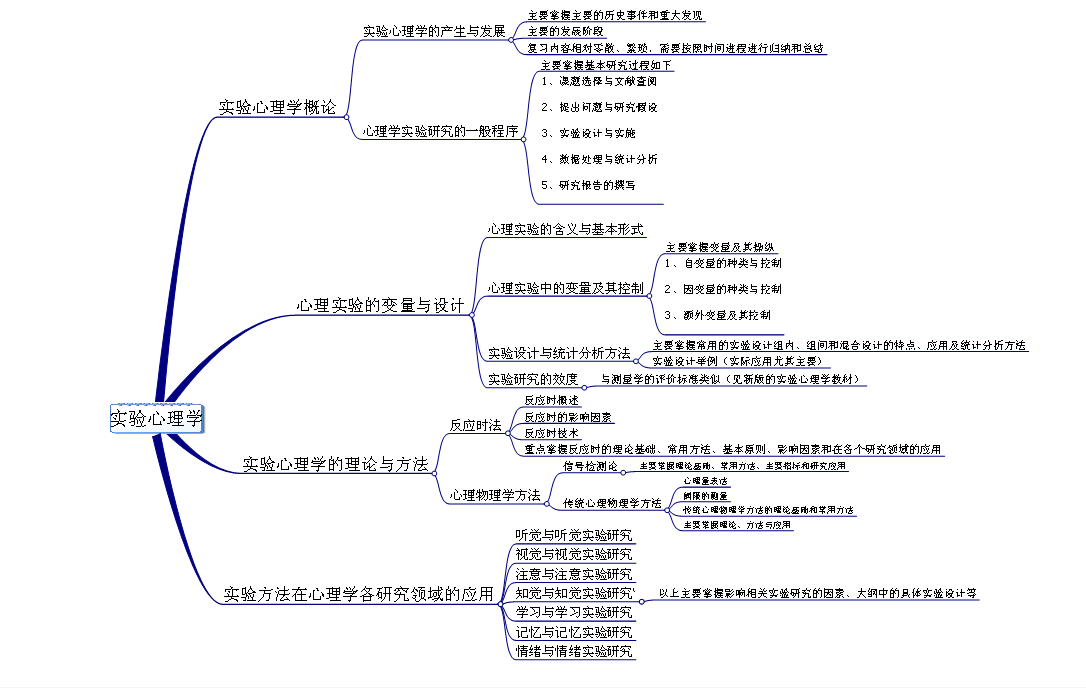 实验心理学
实验心理学概论
实验心理学的产生与发展
主要掌握主要的历史事件和重大发现
主要的发展阶段
复习内容相对零散、繁琐，需要按照时间进程进行归纳和总结
心理学实验研究的一般程序
主要掌握基本研究过程如下
1、课题选择与文献查阅
2、提出问题与研究假设
3、实验设计与实施
4、数据处理与统计分析
5、研究报告的撰写
心理实验的变量与设计
心理实验的含义与基本形式
心理实验中的变量及其控制
主要掌握变量及其操纵
1、自变量的种类与控制
2、因变量的种类与控制
3、额外变量及其控制
实验设计与统计分析方法
主要掌握常用的实验设计组内、组间和混合设计的特点、应用及统计分析方法
实验设计举例（实际应用尤其主要）
实验研究的效度
与测量学的评价标准类似（见新版的实验心理学教材）
实验心理学的理论与方法
反应时法
反应时概述
反应时的影响因素
反应时技术
重点掌握反应时的理论基础、常用方法、基本原则、影响因素和在各个研究领域的应用
心理物理学方法
信号检测论
主要掌握理论基础、常用方法、主要指标和研究应用
传统心理物理学方法
心理量表法
阈限的测量
传统心理物理学方法的理论基础和常用方法
主要掌握理论、方法与应用
实验方法在心理学各研究领域的应用
听觉与听觉实验研究
视觉与视觉实验研究
注意与注意实验研究
知觉与知觉实验研究`
学习与学习实验研究
记忆与记忆实验研究
情绪与情绪实验研究
以上主要掌握影响相关实验研究的因素、大纲中的具体实验设计等